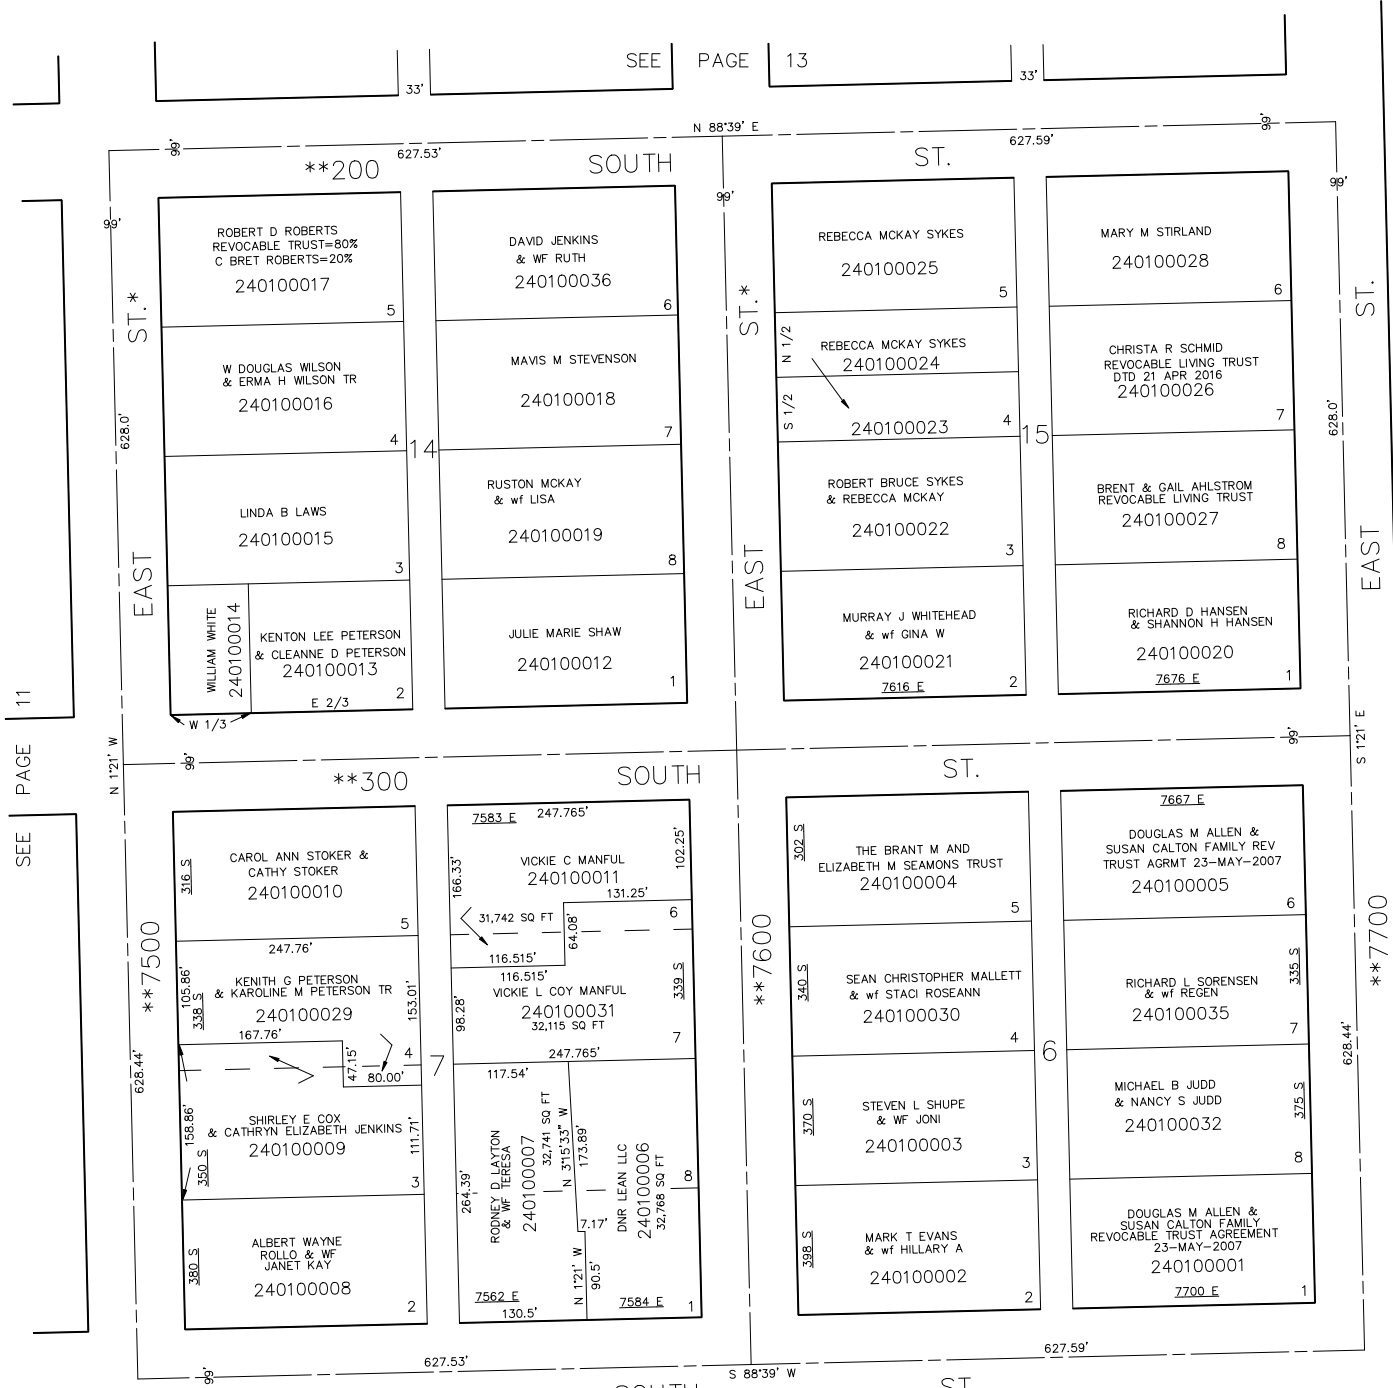 SEE PAGE 13
33'
33'
N 88°39' E
99'
627.53'
627.59'
99'
**200 SOUTH ST.
99'
99'
99'
ST.*
EAST
ST.*
EAST
ST.
EAST
628.0'
628.0'
ROBERT D ROBERTS
REVOCABLE TRUST=80%
C BRET ROBERTS=20%
240100017
5
DAVID JENKINS
& WF RUTH
240100036
6
REBECCA MCKAY SYKES
240100025
5
MARY M STIRLAND
240100028
6
W DOUGLAS WILSON
& ERMA H WILSON TR
240100016
4
MAVIS M STEVENSON
240100018
7
N 1/2
REBECCA MCKAY SYKES
240100024
S 1/2
240100023
4
CHRISTA R SCHMID
REVOCABLE LIVING TRUST
DTD 21 APR 2016
240100026
7
14
15
LINDA B LAWS
240100015
3
RUSTON MCKAY
& wf LISA
240100019
8
ROBERT BRUCE SYKES
& REBECCA MCKAY
240100022
3
BRENT & GAIL AHLSTROM
REVOCABLE LIVING TRUST
240100027
8
WILLIAM WHITE
240100014
KENTON LEE PETERSON
& CLEANNE D PETERSON
240100013
E 2/3
2
W 1/3
JULIE MARIE SHAW
240100012
1
MURRAY J WHITEHEAD
& wf GINA W
240100021
7616 E
2
RICHARD D HANSEN
& SHANNON H HANSEN
240100020
7676 E
1
SEE PAGE 11
N 1°21' W
S 1°21' E
99'
99'
**300 SOUTH ST.
**7500
**7600
**7700
628.44'
628.44'
316 S
CAROL ANN STOKER &
CATHY STOKER
240100010
5
7583 E
247.765'
166.33'
102.25'
VICKIE C MANFUL
240100011
131.25'
31,742 SQ FT
64.08'
6
116.515'
302 S
THE BRANT M AND
ELIZABETH M SEAMONS TRUST
240100004
5
7667 E
DOUGLAS M ALLEN &
SUSAN CALTON FAMILY REV
TRUST AGRMT 23-MAY-2007
240100005
6
247.76'
105.86'
338 S
KENITH G PETERSON
& KAROLINE M PETERSON TR
240100029
153.01'
167.76'
47.15'
80.00'
4
7
116.515'
98.28'
VICKIE L COY MANFUL
240100031
32,115 SQ FT
339 S
7
247.765'
340 S
SEAN CHRISTOPHER MALLETT
& wf STACI ROSEANN
240100030
4
6
335 S
RICHARD L SORENSEN
& wf REGEN
240100035
7
158.86'
350 S
SHIRLEY E COX
& CATHRYN ELIZABETH JENKINS
240100009
111.71'
3
117.54'
264.39'
RODNEY D LAYTON
& WF TERESA
240100007
32,741 SQ FT
N 3°15'33" W
173.89'
7.17'
N 1°21' W
90.5'
7562 E
130.5'
DNR LEAN LLC
240100006
32,768 SQ FT
8
7584 E
1
370 S
STEVEN L SHUPE
& WF JONI
240100003
3
MICHAEL B JUDD
& NANCY S JUDD
240100032
375 S
8
380 S
ALBERT WAYNE
ROLLO & WF
JANET KAY
240100008
2
398 S
MARK T EVANS
& wf HILLARY A
240100002
2
DOUGLAS M ALLEN &
SUSAN CALTON FAMILY
REVOCABLE TRUST AGREEMENT
23-MAY-2007
240100001
7700 E
1
99'
627.53'
S 88°39' W
627.59'
SOUTH ST.